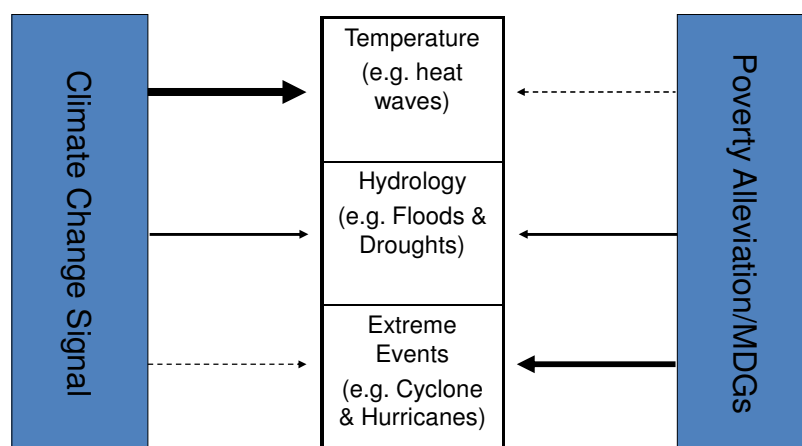 Climate Change Signal
Temperature
(e.g. heat
waves)
Hydrology
(e.g. Floods &
Droughts)
Extreme
Events
(e.g. Cyclone
& Hurricanes)
Poverty Alleviation/MDGs